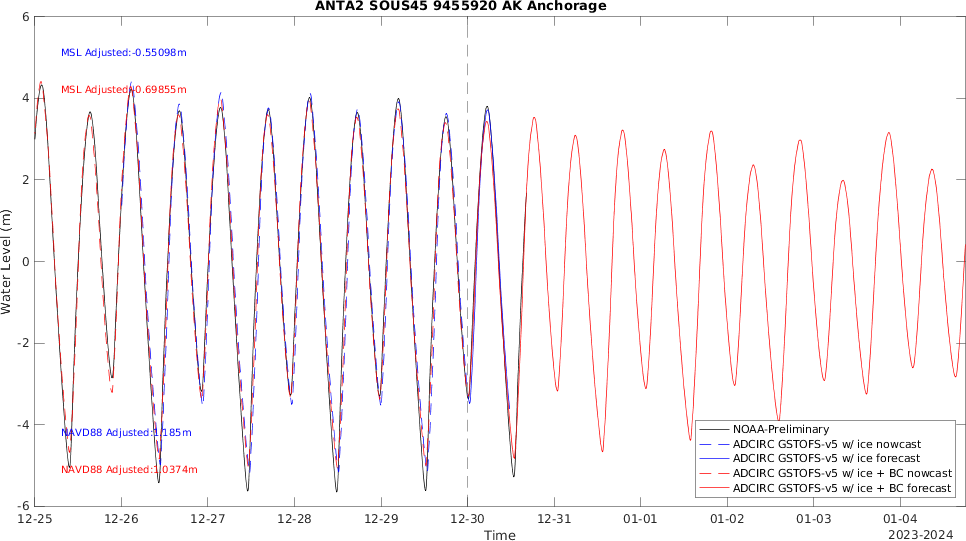 ANTA2 SOUS45 9455920 AK Anchorage
6
MSL Adjusted:-0.55098m
MSL Adjusted:-0.69855m
4
2
0
-2
-4
-6
Water Level (m)
NAVD88 Adjusted:1.185m
NAVD88 Adjusted:1.0374m
NOAA-Preliminary
ADCIRC GSTOFS-v5 w/ ice nowcast
ADCIRC GSTOFS-v5 w/ ice forecast
ADCIRC GSTOFS-v5 w/ ice + BC nowcast
ADCIRC GSTOFS-v5 w/ ice + BC forecast
12-25 12-26 12-27 12-28 12-29 12-30 12-31 01-01 01-02 01-03 01-04
Time
2023-2024